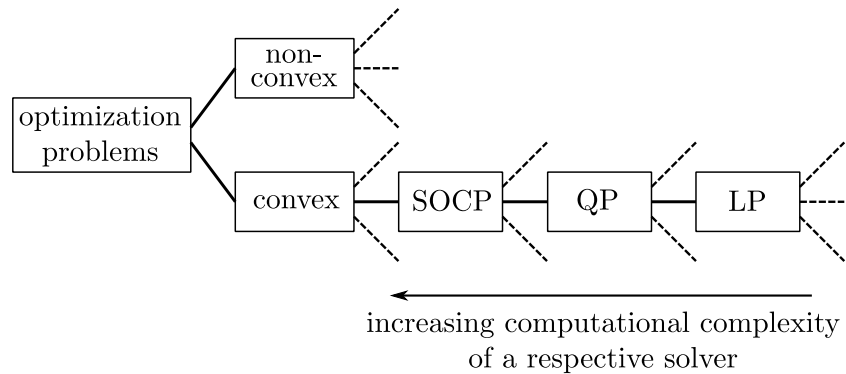 non-
convex
optimization
problems
convex
SOCP
QP
LP
increasing computational complexity
of a respective solver